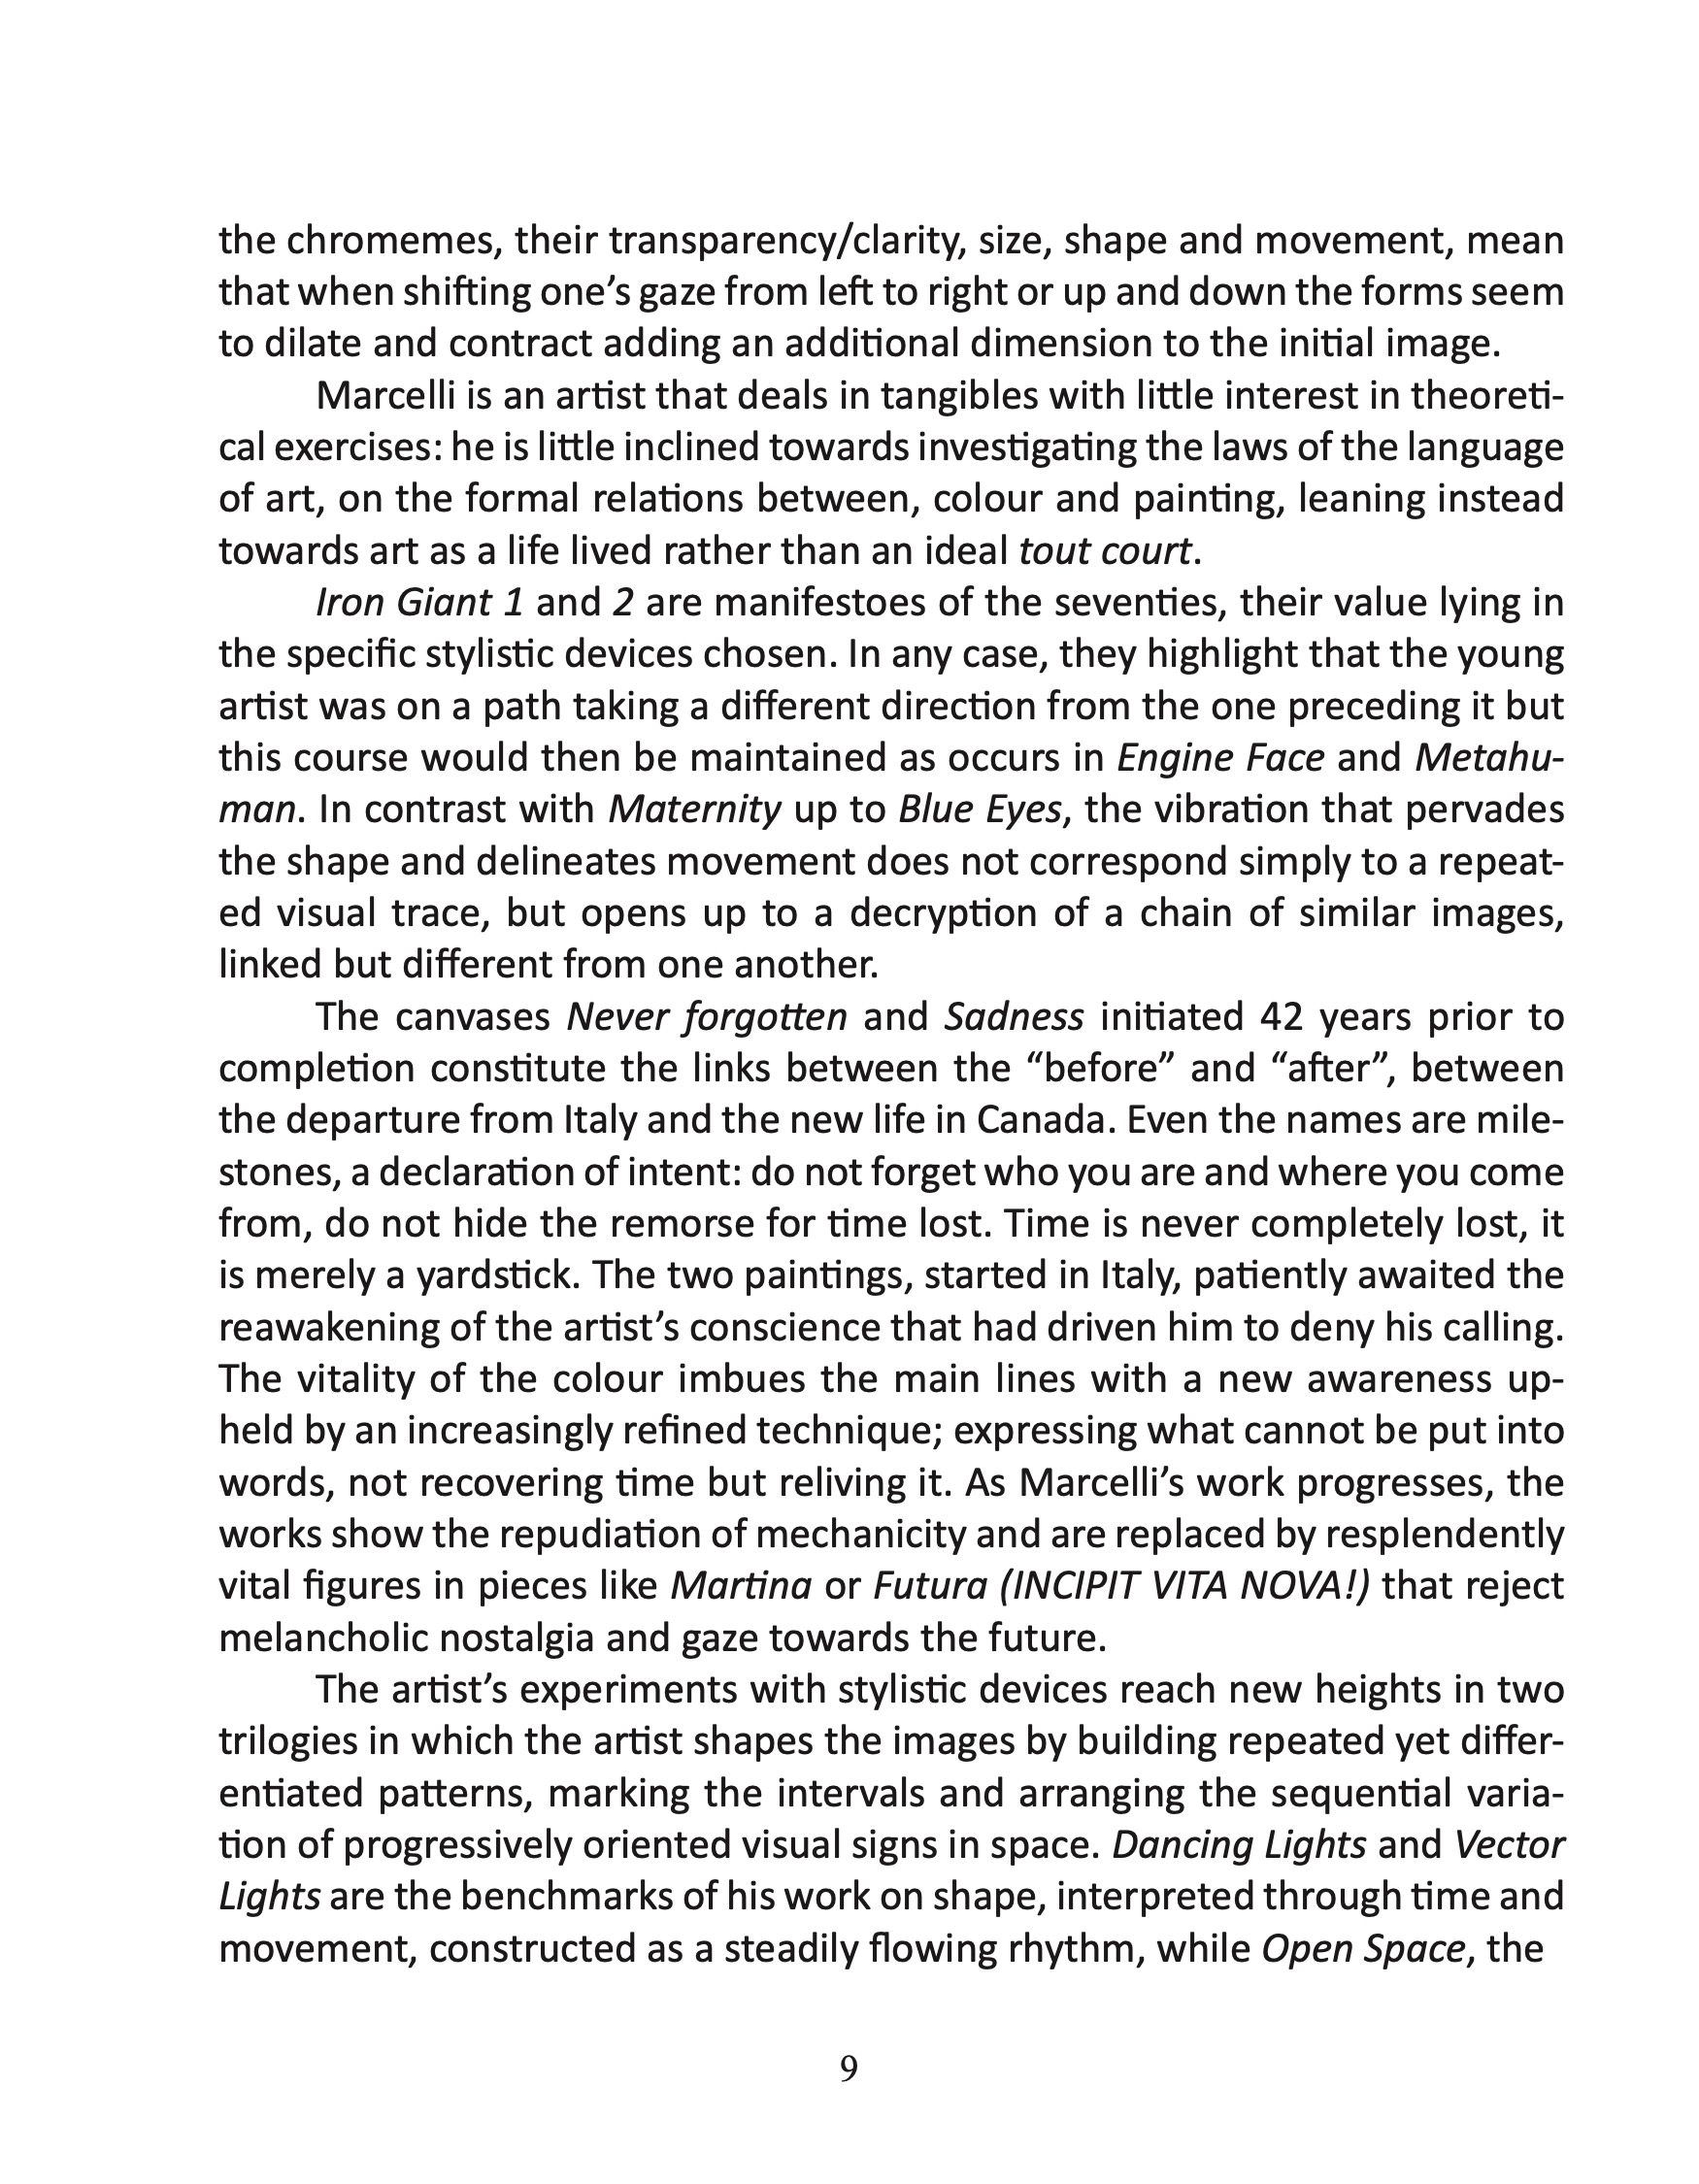 the chromemes, their transparency/clarity, size, shape and movement, mean
that when shifting one’s gaze from left to right or up and down the forms seem
to dilate and contract adding an additional dimension to the initial image.
Marcelli is an artist that deals in tangibles with little interest in theoreti-
cal exercises: he is little inclined towards investigating the laws of the language
of art, on the formal relations between, colour and painting, leaning instead
towards art as a life lived rather than an ideal tout court.
Iron Giant 1 and 2 are manifestoes of the seventies, their value lying in
the specific stylistic devices chosen. In any case, they highlight that the young
artist was on a path taking a different direction from the one preceding it but
this course would then be maintained as occurs in Engine Face and Metahu-
man. In contrast with Maternity up to Blue Eyes, the vibration that pervades
the shape and delineates movement does not correspond simply to a repeat-
ed visual trace, but opens up to a decryption of a chain of similar images,
linked but different from one another.
The canvases Never forgotten and Sadness initiated 42 years prior to
completion constitute the links between the “before” and “after”, between
the departure from Italy and the new life in Canada. Even the names are mile-
stones, a declaration of intent: do not forget who you are and where you come
from, do not hide the remorse for time lost. Time is never completely lost, it
is merely a yardstick. The two paintings, started in Italy, patiently awaited the
reawakening of the artist’s conscience that had driven him to deny his calling.
The vitality of the colour imbues the main lines with a new awareness up-
held by an increasingly refined technique; expressing what cannot be put into
words, not recovering time but reliving it. As Marcelli’s work progresses, the
works show the repudiation of mechanicity and are replaced by resplendently
vital figures in pieces like Martina or Futura (INCIPIT VITA NOVA!) that reject
melancholic nostalgia and gaze towards the future.
The artist’s experiments with stylistic devices reach new heights in two
trilogies in which the artist shapes the images by building repeated yet differ-
entiated patterns, marking the intervals and arranging the sequential varia-
tion of progressively oriented visual signs in space. Dancing Lights and Vector
Lights are the benchmarks of his work on shape, interpreted through time and
movement, constructed as a steadily flowing rhythm, while Open Space, the
9